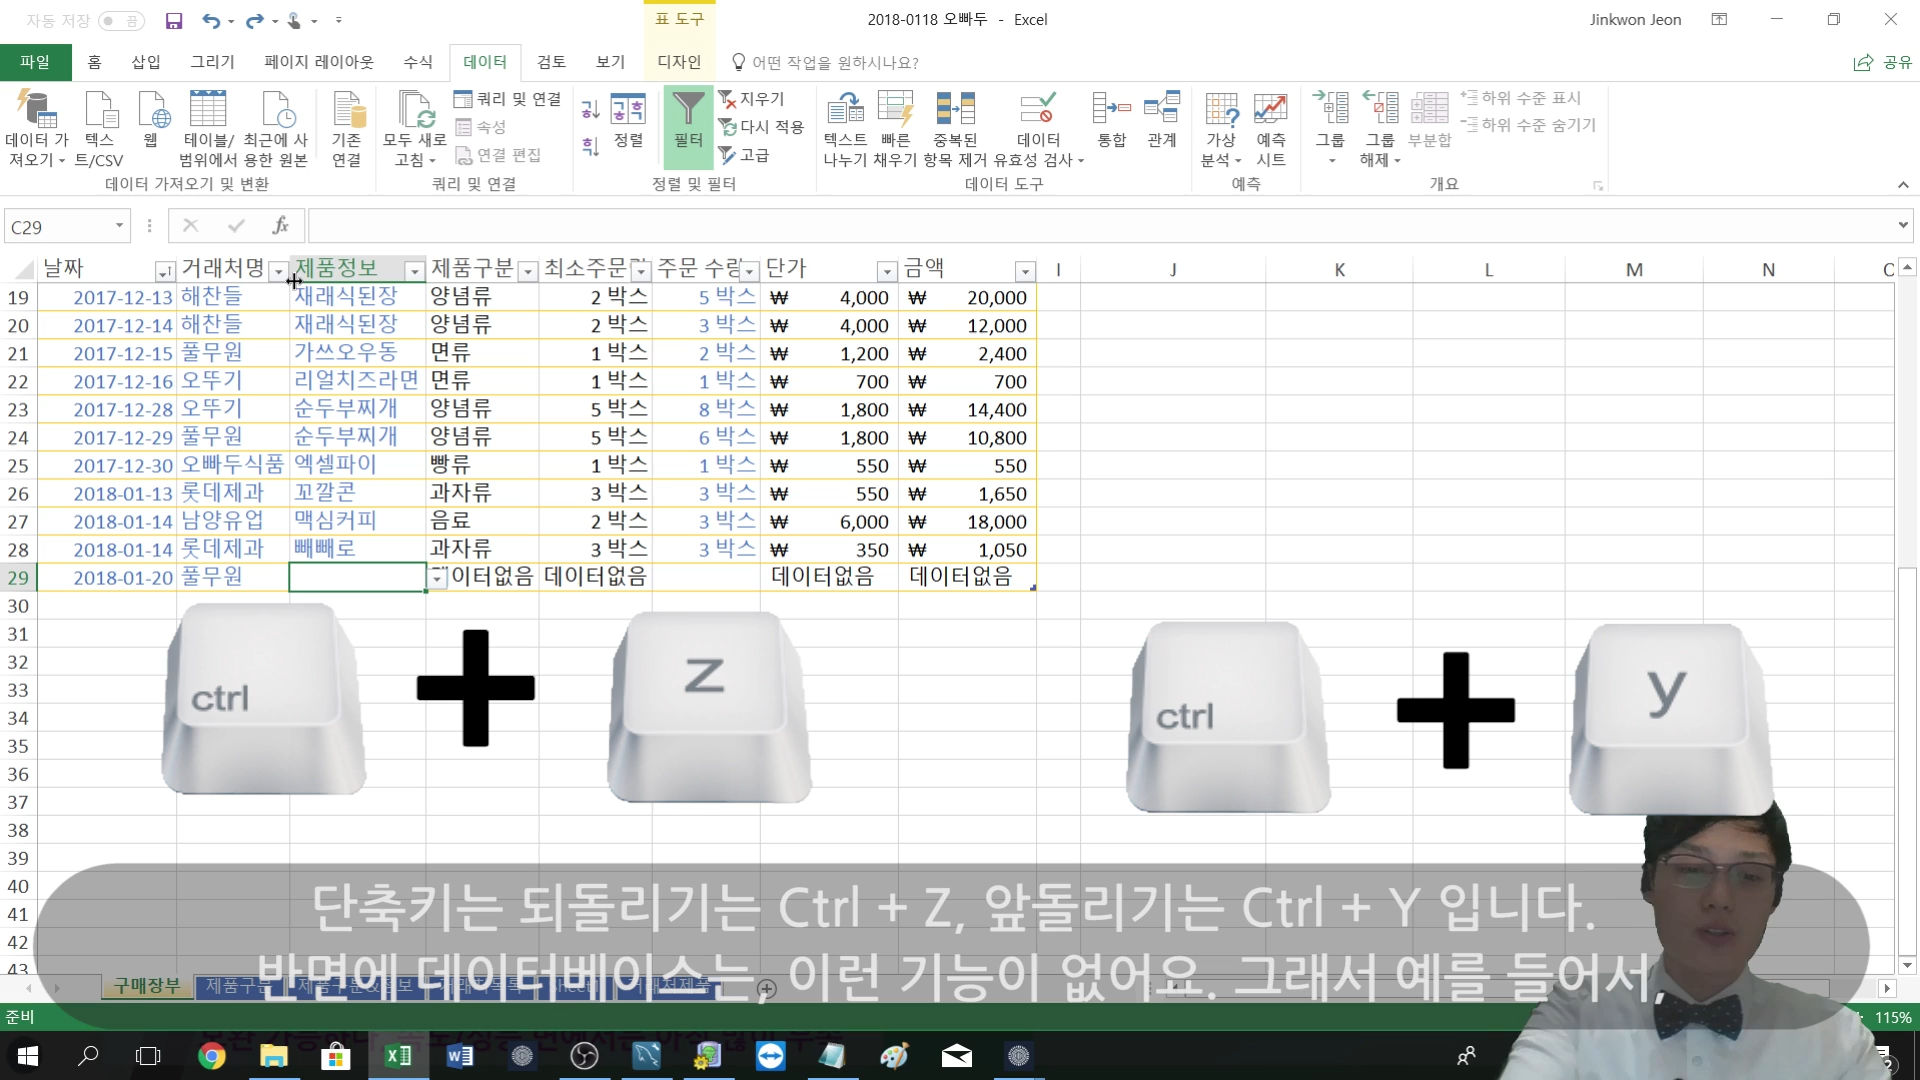 자동 저장 끔
표 도구
2018-0118 오빠두 - Excel
Jinkwon Jeon
파일 홈 삽입 그리기 페이지 레이아웃 수식 데이터 검토 보기 디자인 어떤 작업을 원하시나요? 공유
데이터 가져오기
텍스트/CSV
웹
테이블/범위에서
최근에 사용한 원본
기존 연결
데이터 가져오기 및 변환
모두 새로 고침
쿼리 및 연결
속성
연결 편집
쿼리 및 연결
정렬
필터
지우기
다시 적용
고급
정렬 및 필터
텍스트 나누기
빠른 채우기
중복된 항목 제거
데이터 유효성 검사
통합
관계
데이터 도구
가상 분석
예측 시트
예측
그룹
그룹 해제
부분합
하위 수준 표시
하위 수준 숨기기
개요
C29 fx
날짜 거래처명 제품정보 제품구분 최소주문 주문 수량 단가 금액 I J K L M N
19 2017-12-13 해찬들 재래식된장 양념류 2 박스 5 박스 ₩ 4,000 ₩ 20,000
20 2017-12-14 해찬들 재래식된장 양념류 2 박스 3 박스 ₩ 4,000 ₩ 12,000
21 2017-12-15 풀무원 가쓰오우동 면류 1 박스 2 박스 ₩ 1,200 ₩ 2,400
22 2017-12-16 오뚜기 리얼치즈라면 면류 1 박스 1 박스 ₩ 700 ₩ 700
23 2017-12-28 오뚜기 순두부찌개 양념류 5 박스 8 박스 ₩ 1,800 ₩ 14,400
24 2017-12-29 풀무원 순두부찌개 양념류 5 박스 6 박스 ₩ 1,800 ₩ 10,800
25 2017-12-30 오빠두식품 엑셀파이 빵류 1 박스 1 박스 ₩ 550 ₩ 550
26 2018-01-13 롯데제과 꼬깔콘 과자류 3 박스 3 박스 ₩ 550 ₩ 1,650
27 2018-01-14 남양유업 맥심커피 음료 2 박스 3 박스 ₩ 6,000 ₩ 18,000
28 2018-01-14 롯데제과 빼빼로 과자류 3 박스 3 박스 ₩ 350 ₩ 1,050
29 2018-01-20 풀무원 데이터없음 데이터없음 데이터없음 데이터없음
30
31
32
33
34
35
36
37
38
39
40
41
42
43
ctrl z ctrl y
단축키는 되돌리기는 Ctrl + Z, 앞돌리기는 Ctrl + Y 입니다.
반면에 데이터베이스는, 이런 기능이 없어요. 그래서 예를 들어서,
구매장부 제품구분
준비 115%